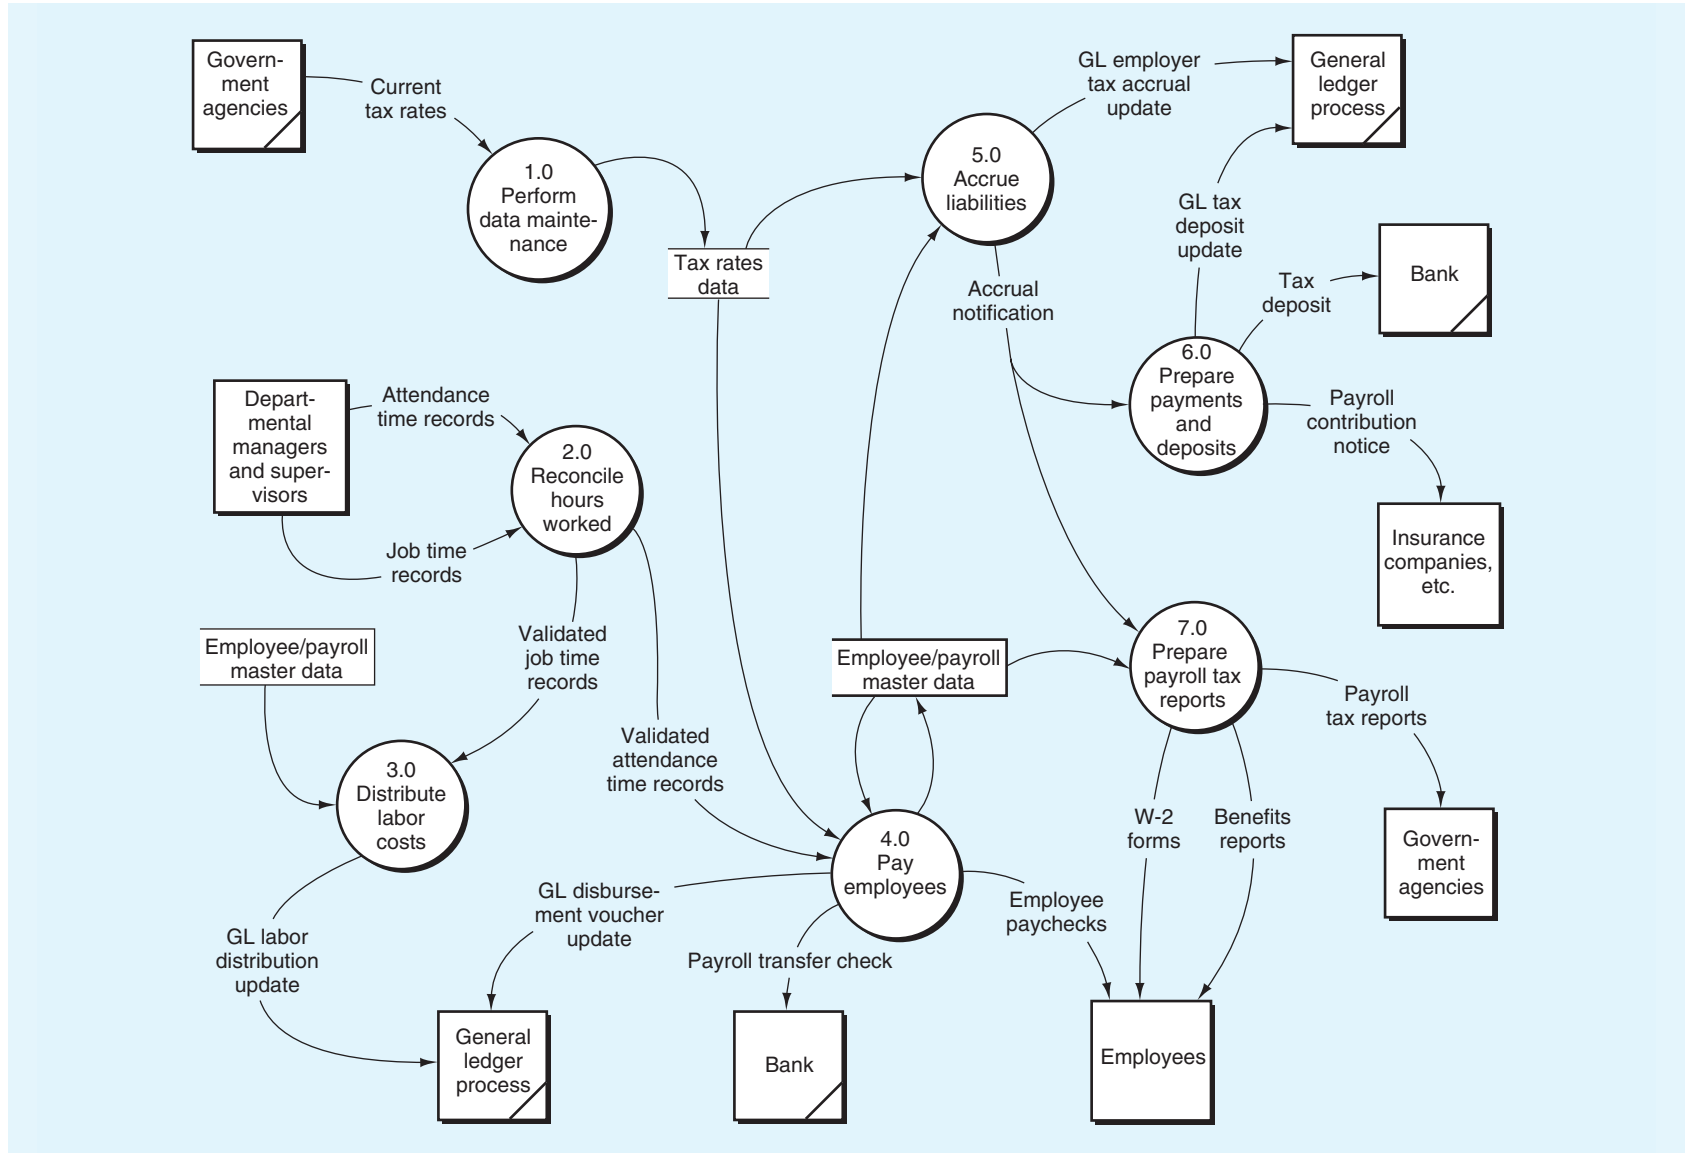 Govern-
ment
agencies
Current
tax rates
1.0
Perform
data mainte-
nance
Tax rates
data
5.0
Accrue
liabilities
GL employer
tax accrual
update
General
ledger
process
GL tax
deposit
update
Tax
deposit
Bank
Accrual
notification
6.0
Prepare
payments
and
deposits
Payroll
contribution
notice
Insurance
companies,
etc.
Depart-
mental
managers
and super-
visors
Attendance
time records
Job time
records
2.0
Reconcile
hours
worked
Validated
job time
records
Employee/payroll
master data
3.0
Distribute
labor
costs
Validated
attendance
time records
Employee/payroll
master data
7.0
Prepare
payroll tax
reports
Payroll
tax reports
Govern-
ment
agencies
W-2
forms
Benefits
reports
4.0
Pay
employees
GL disburse-
ment voucher
update
Payroll transfer check
Employee
paychecks
GL labor
distribution
update
General
ledger
process
Bank
Employees